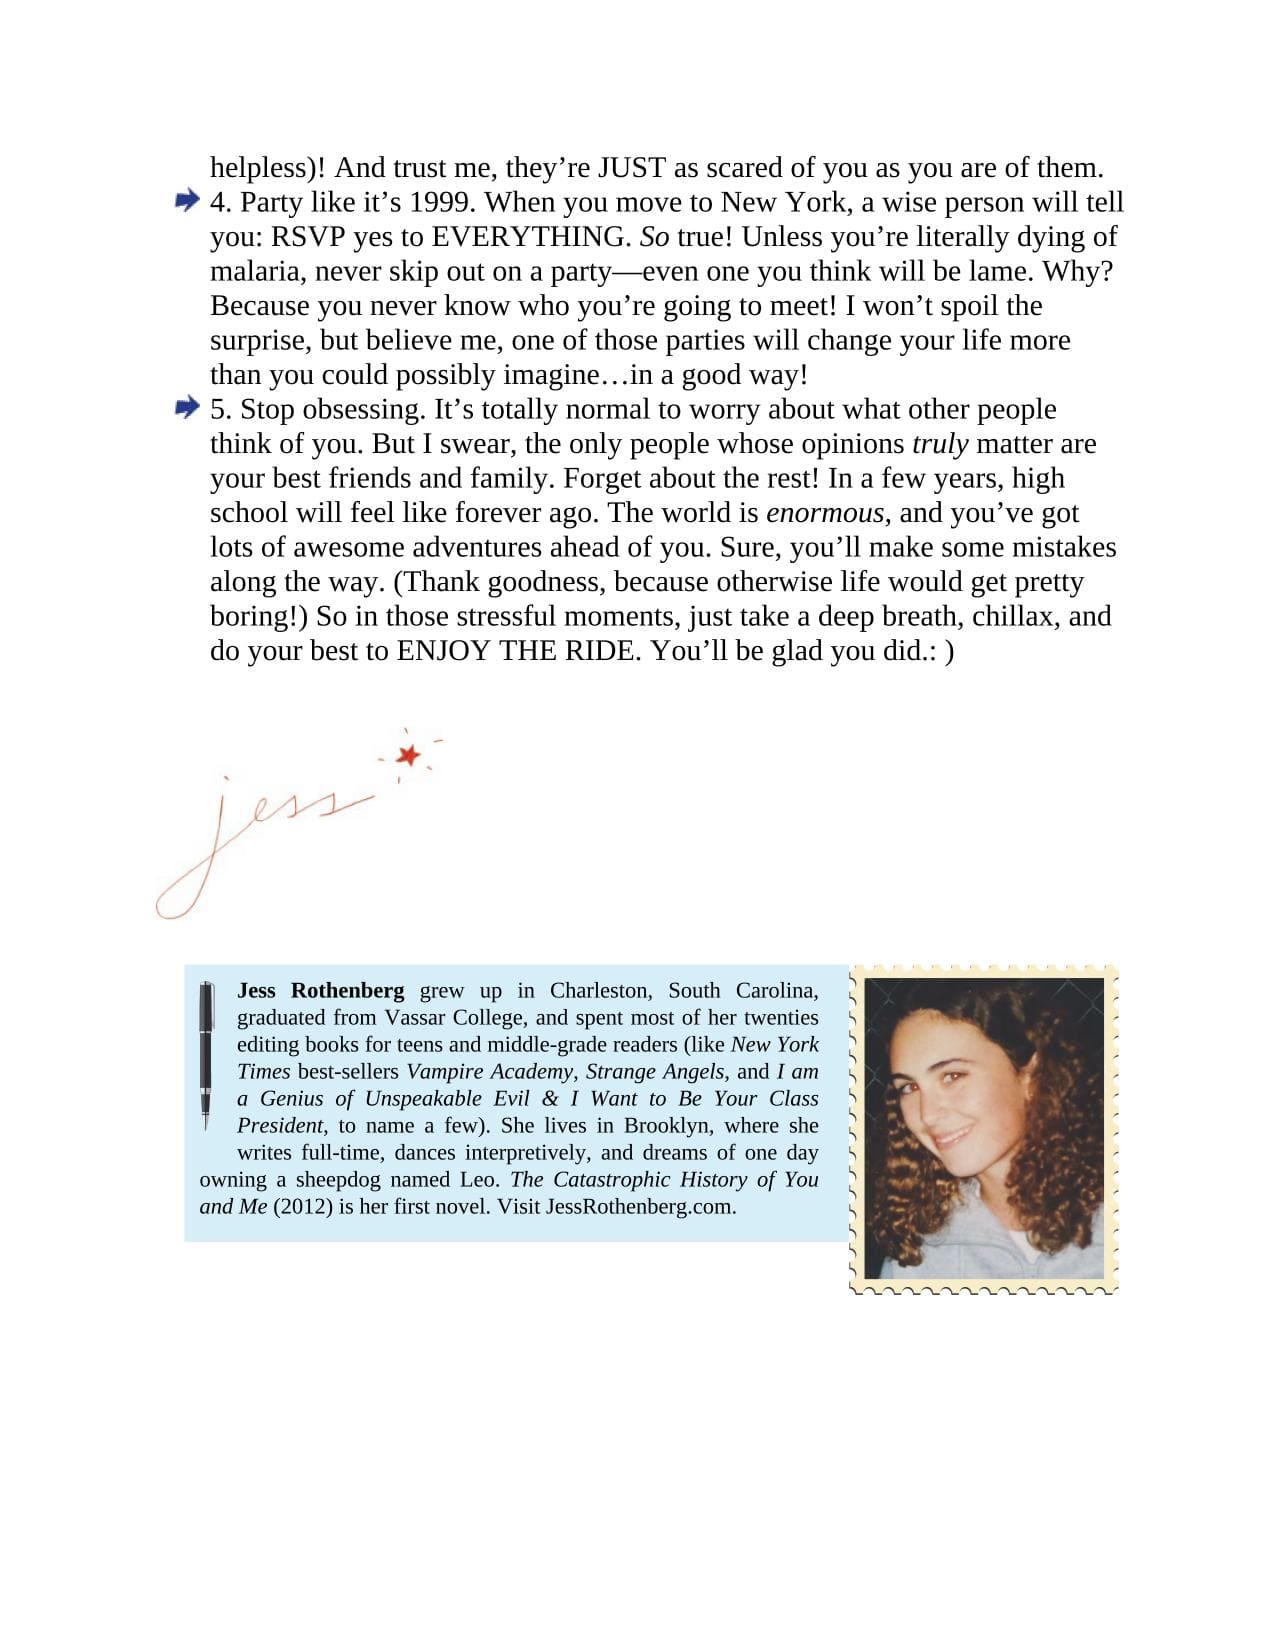 helpless)! And trust me, they’re JUST as scared of you as you are of them.
4. Party like it’s 1999. When you move to New York, a wise person will tell
you: RSVP yes to EVERYTHING. So true! Unless you’re literally dying of
malaria, never skip out on a party—even one you think will be lame. Why?
Because you never know who you’re going to meet! I won’t spoil the
surprise, but believe me, one of those parties will change your life more
than you could possibly imagine…in a good way!
5. Stop obsessing. It’s totally normal to worry about what other people
think of you. But I swear, the only people whose opinions truly matter are
your best friends and family. Forget about the rest! In a few years, high
school will feel like forever ago. The world is enormous, and you’ve got
lots of awesome adventures ahead of you. Sure, you’ll make some mistakes
along the way. (Thank goodness, because otherwise life would get pretty
boring!) So in those stressful moments, just take a deep breath, chillax, and
do your best to ENJOY THE RIDE. You’ll be glad you did.: )
jess
Jess Rothenberg grew up in Charleston, South Carolina,
graduated from Vassar College, and spent most of her twenties
editing books for teens and middle-grade readers (like New York
Times best-sellers Vampire Academy, Strange Angels, and I am
a Genius of Unspeakable Evil & I Want to Be Your Class
President, to name a few). She lives in Brooklyn, where she
writes full-time, dances interpretively, and dreams of one day
owning a sheepdog named Leo. The Catastrophic History of You
and Me (2012) is her first novel. Visit JessRothenberg.com.